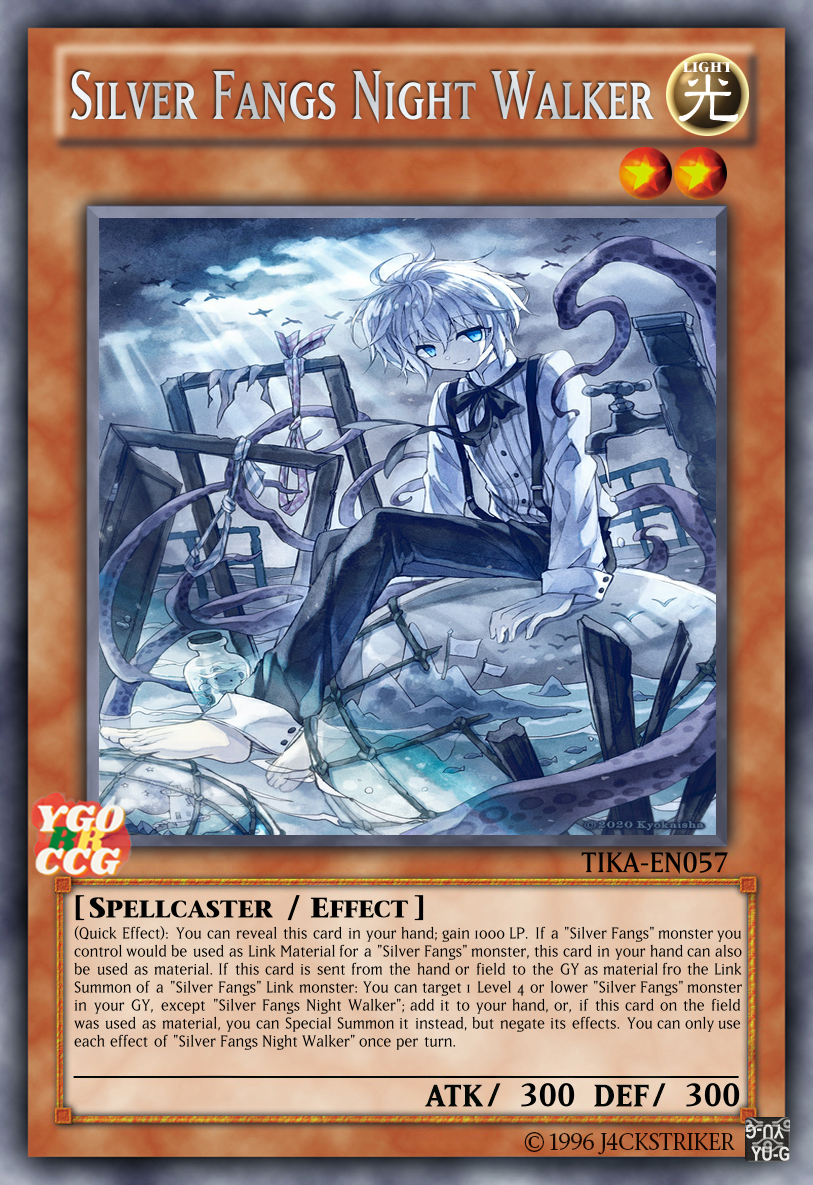 SILVER FANGS NIGHT WALKER
LIGHT
光
©2020 Kyokaisha
YGO
BR
CCG
TIKA-EN057
[ SPELLCASTER / EFFECT ]
(Quick Effect): You can reveal this card in your hand; gain 1000 LP. If a "Silver Fangs" monster you
control would be used as Link Material for a "Silver Fangs" monster, this card in your hand can also
be used as material. If this card is sent from the hand or field to the GY as material fro the Link
Summon of a "Silver Fangs" Link monster: You can target 1 Level 4 or lower "Silver Fangs" monster
in your GY, except "Silver Fangs Night Walker"; add it to your hand, or, if this card on the field
was used as material, you can Special Summon it instead, but negate its effects. You can only use
each effect of "Silver Fangs Night Walker" once per turn.
ATK/ 300 DEF/ 300
© 1996 J4CKSTRIKER
YU-G
YU-G